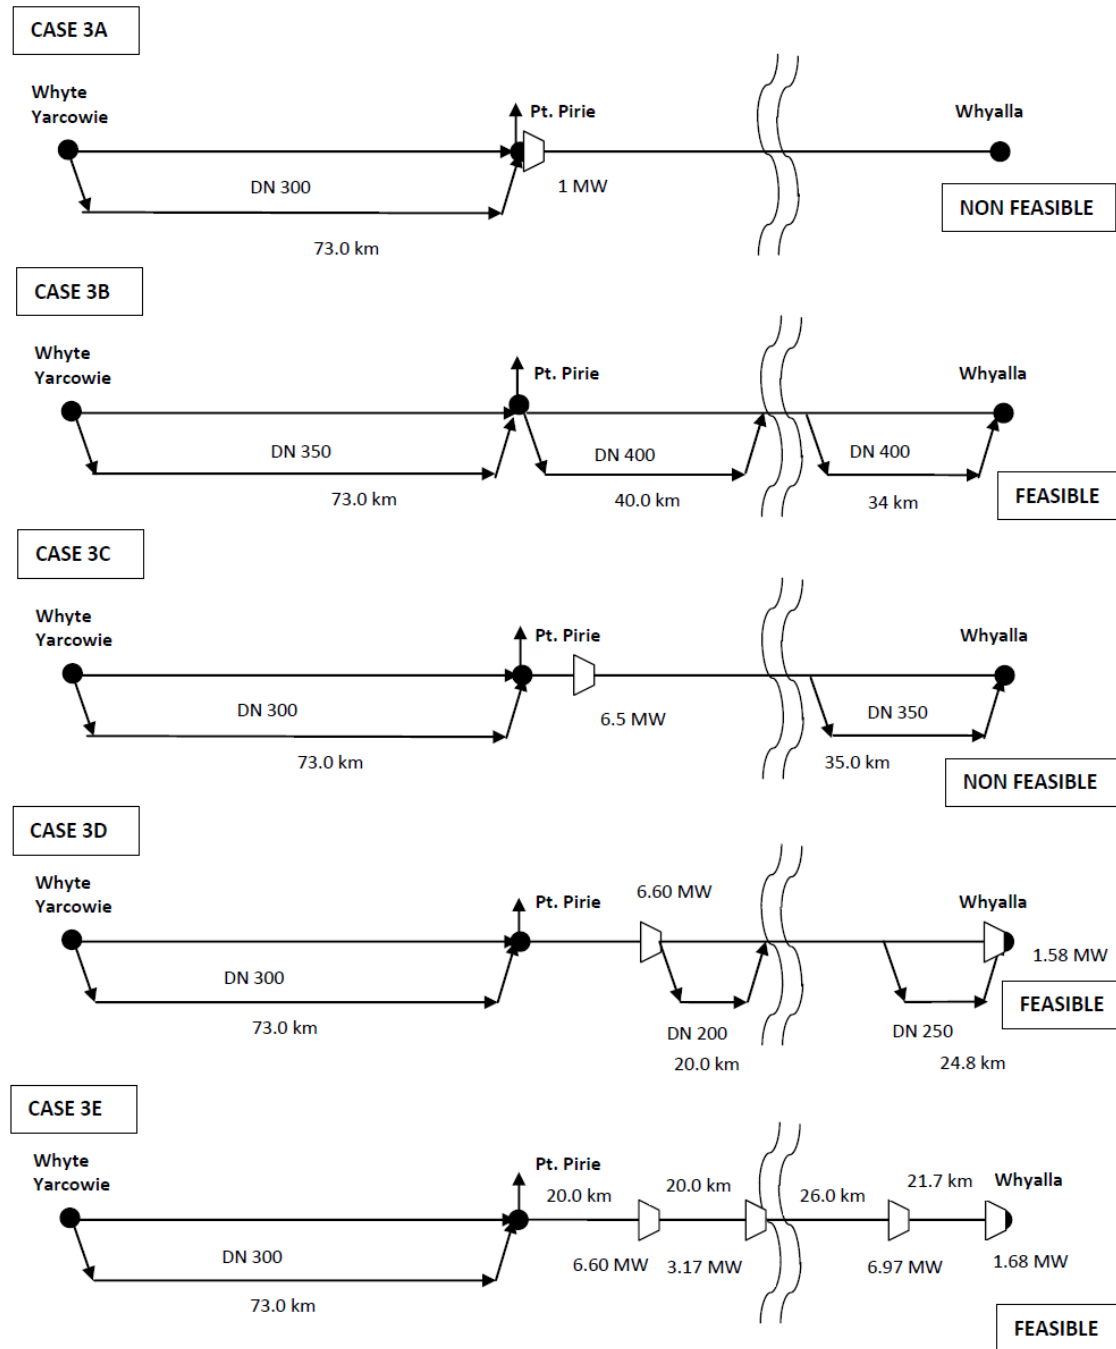 CASE 3A
Whyte
Yarcowie
Pt. Pirie
Whyalla
DN 300
1 MW
NON FEASIBLE
73.0 km
CASE 3B
Whyte
Yarcowie
Pt. Pirie
Whyalla
DN 350
DN 400
DN 400
73.0 km
40.0 km
34 km
FEASIBLE
CASE 3C
Whyte
Yarcowie
Pt. Pirie
Whyalla
DN 300
6.5 MW
DN 350
73.0 km
35.0 km
NON FEASIBLE
CASE 3D
Whyte
Yarcowie
Pt. Pirie
6.60 MW
Whyalla
1.58 MW
DN 300
FEASIBLE
73.0 km
DN 200
20.0 km
DN 250
24.8 km
CASE 3E
Whyte
Yarcowie
Pt. Pirie
20.0 km
20.0 km
26.0 km
21.7 km
Whyalla
DN 300
6.60 MW
3.17 MW
6.97 MW
1.68 MW
73.0 km
FEASIBLE